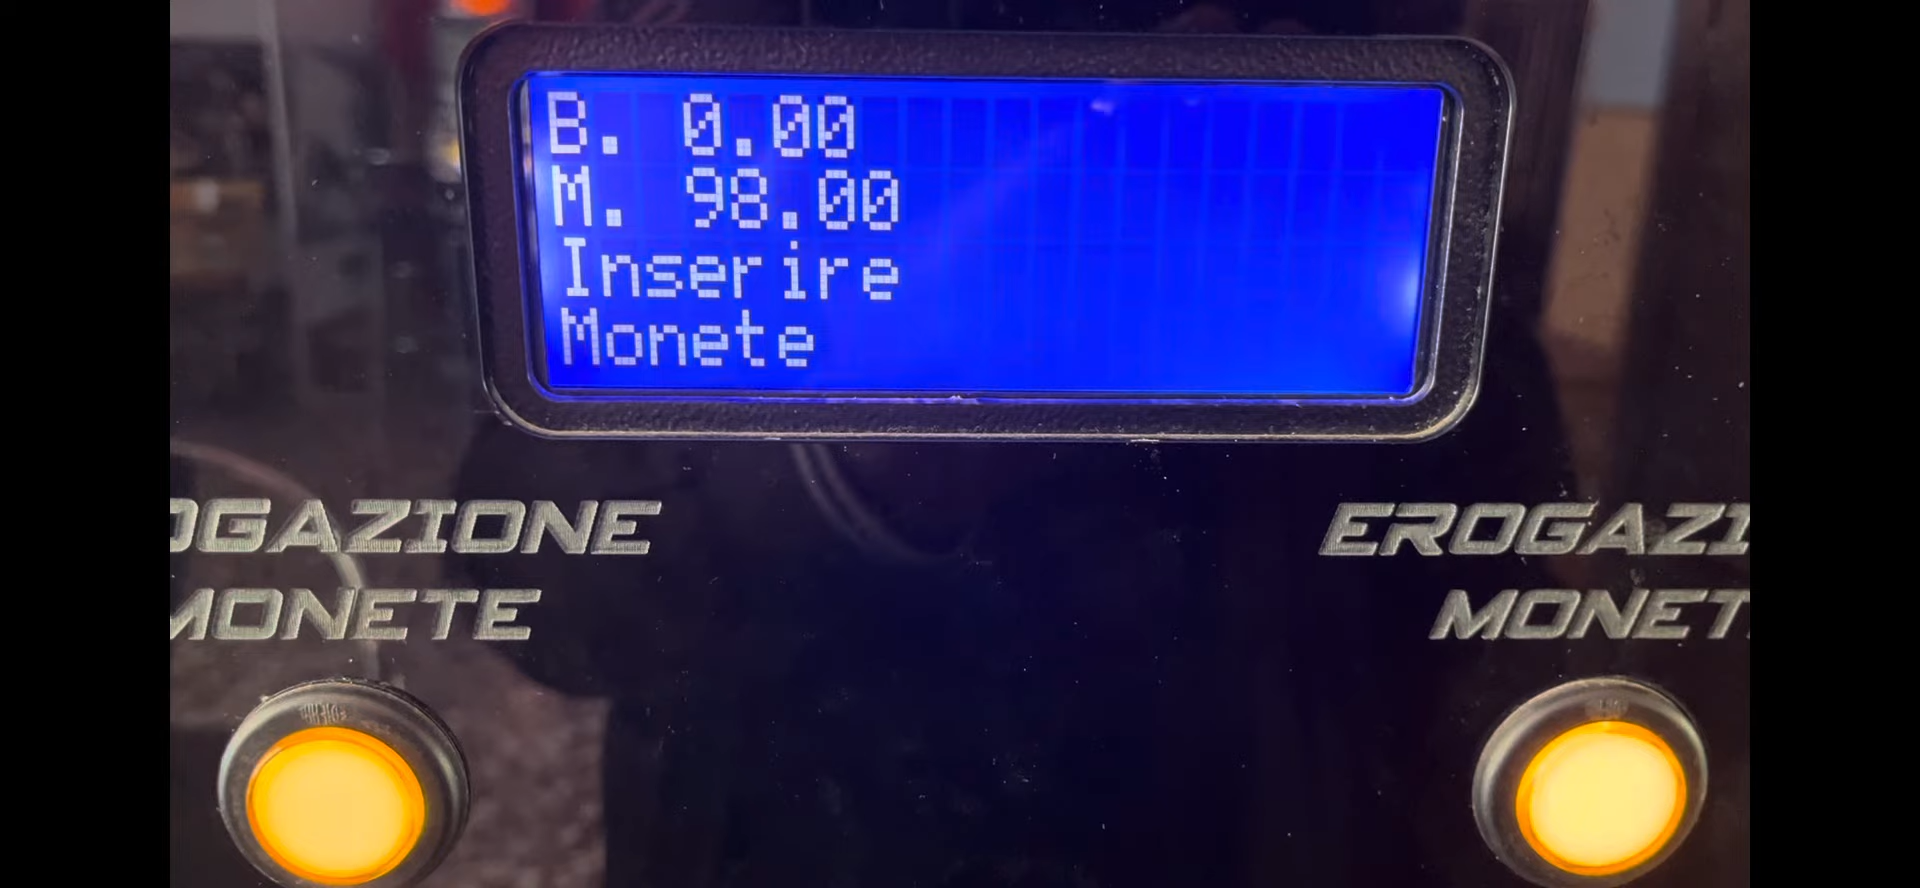 B. 0.00
M. 98.00
Inserire
Monete
OGAZIONE
MONETE
EROGAZI
MONET